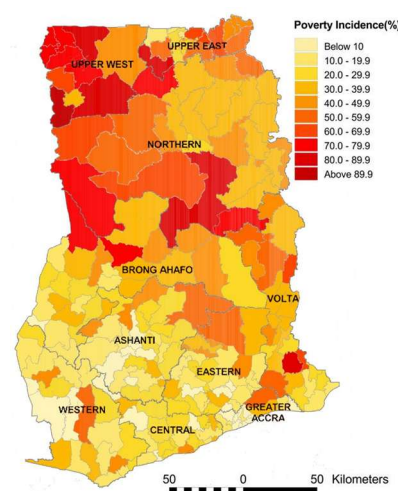 Poverty Incidence(%)
Below 10
10.0 - 19.9
20.0 - 29.9
30.0 - 39.9
40.0 - 49.9
50.0 - 59.9
60.0 - 69.9
70.0 - 79.9
80.0 - 89.9
Above 89.9
UPPER EAST
UPPER WEST
NORTHERN
BRONG AHAFO
VOLTA
ASHANTI
EASTERN
WESTERN
GREATER
ACCRA
CENTRAL
50 0 50 Kilometers